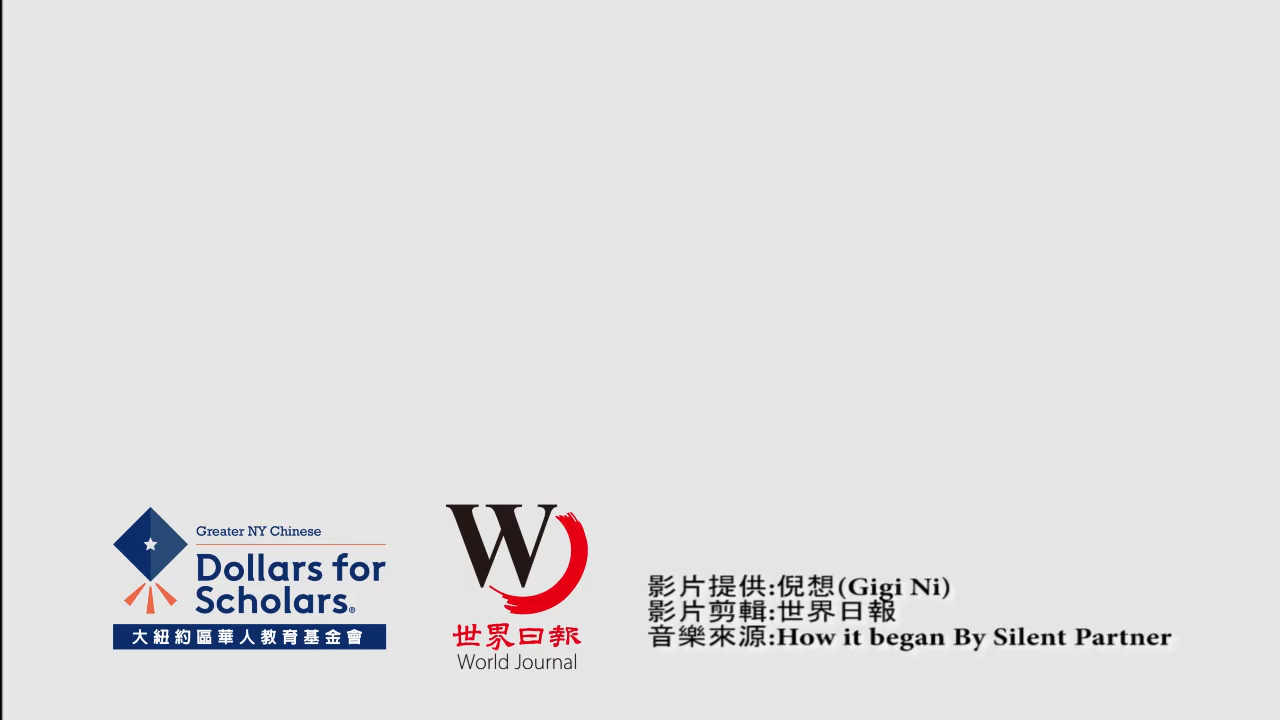 Greater NY Chinese
Dollars for
Scholars®
大紐約區華人教育基金會
W
世界日報
World Journal
影片提供:倪想(Gigi Ni)
影片剪輯:世界日報
音樂來源:How it began By Silent Partner